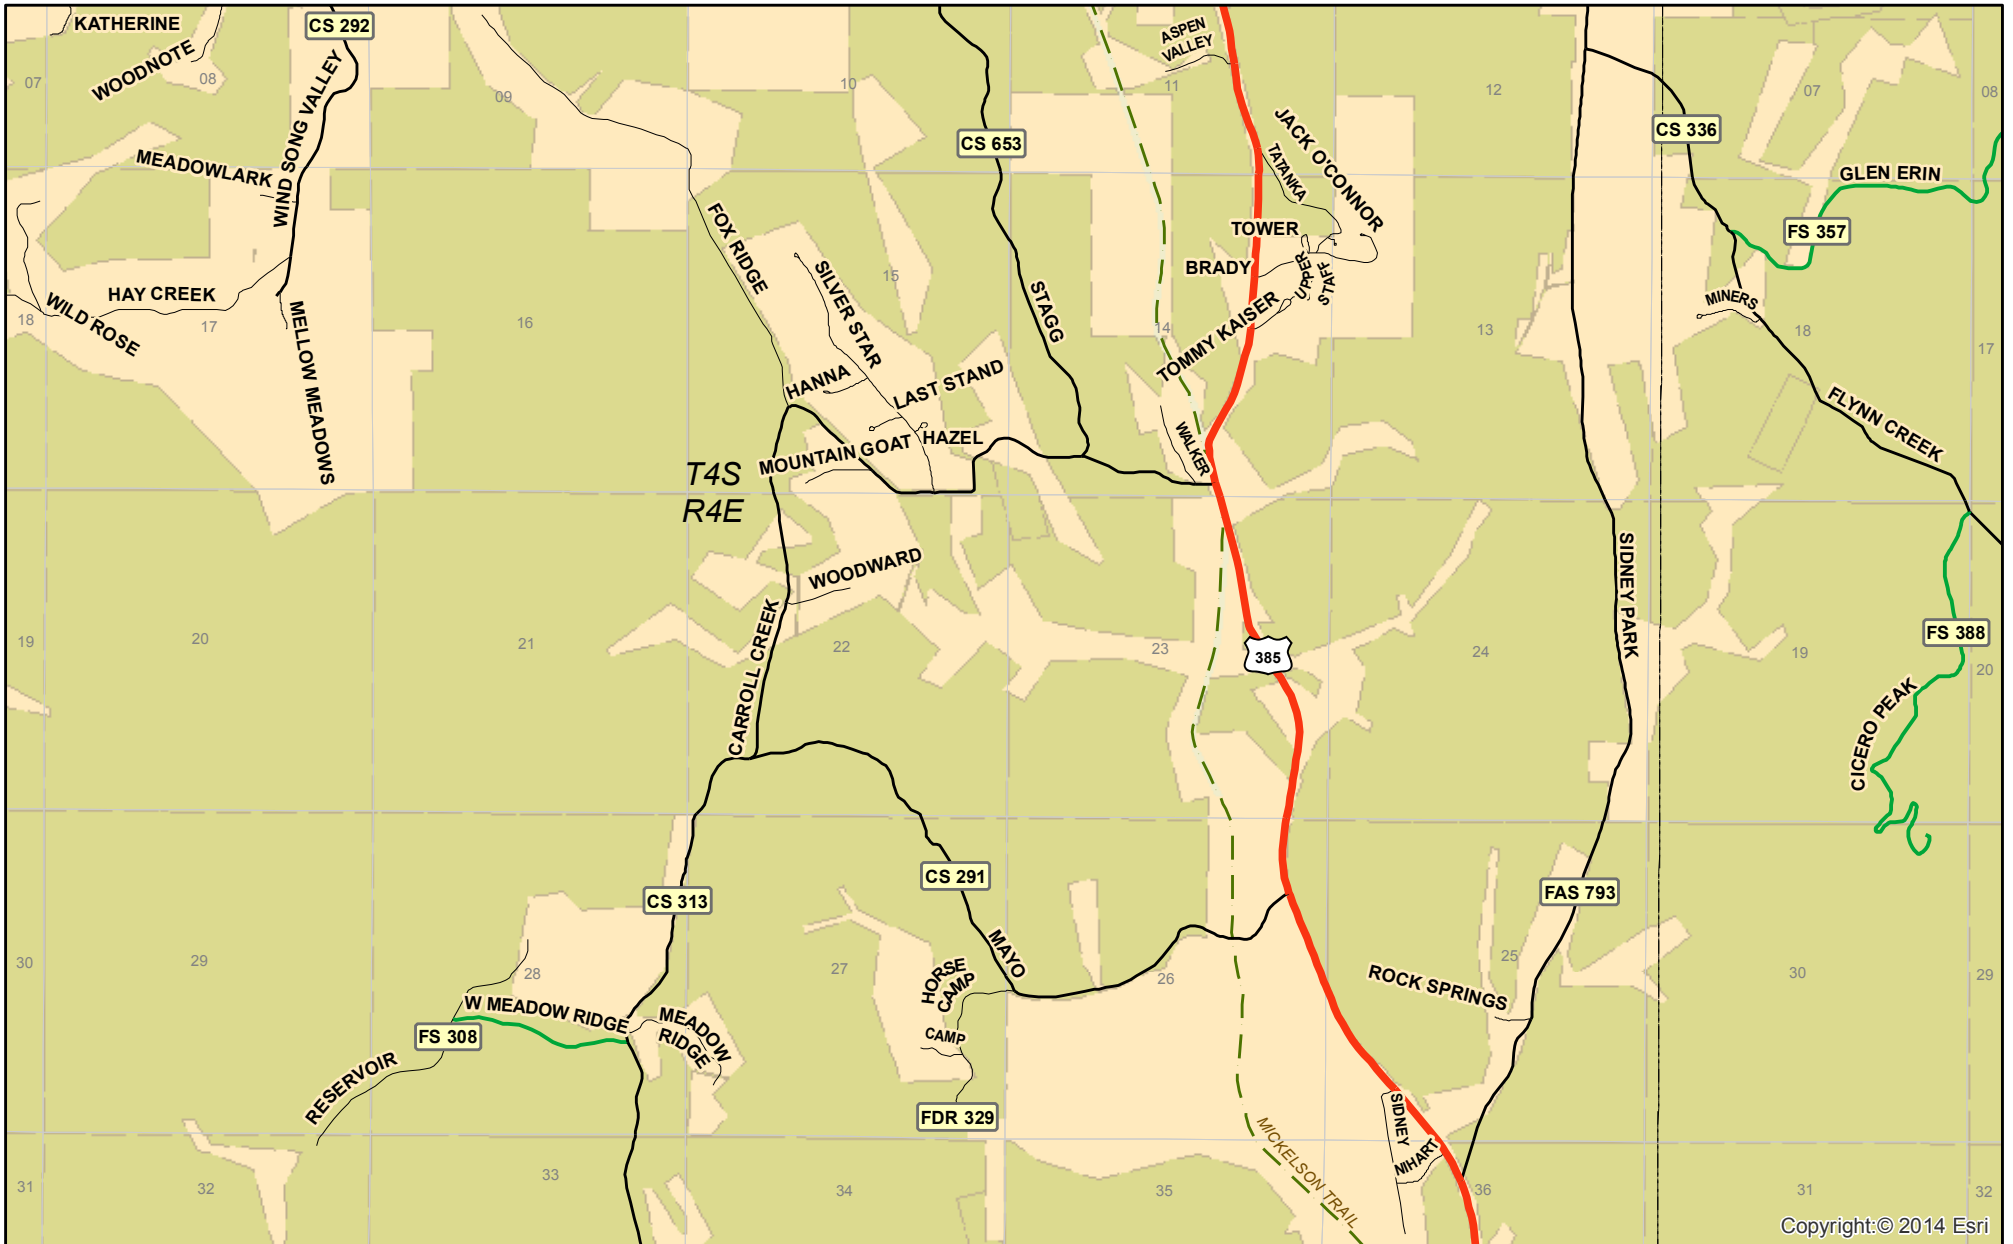 KATHERINE
CS 292
ASPEN
VALLEY
WOODNOTE
07
08
09
10
11
12
07
08
WIND SONG VALLEY
CS 653
JACK O'CONNOR
CS 336
MEADOWLARK
TATANKA
GLEN ERIN
FOX RIDGE
TOWER
FS 357
SILVER STAR
15
BRADY
UPPER
STAFF
HAY CREEK
WILD ROSE
18
17
16
MELLOW MEADOWS
STAGG
14
TOMMY KAISER
13
MINERS
18
17
HANNA
LAST STAND
FLYNN CREEK
MOUNTAIN GOAT
HAZEL
WALKER
T4S
R4E
WOODWARD
SIDNEY PARK
19
20
21
CARROLL CREEK
22
23
385
24
19
FS 388
20
CICERO PEAK
CS 291
CS 313
FAS 793
30
29
28
27
MAYO
26
25
30
29
HORSE
CAMP
ROCK SPRINGS
W MEADOW RIDGE
MEADOW
RIDGE
FS 308
CAMP
RESERVOIR
FDR 329
SIDNEY
NIHART
MICKELSON TRAIL
31
32
33
34
35
36
31
32
Copyright:© 2014 Esri